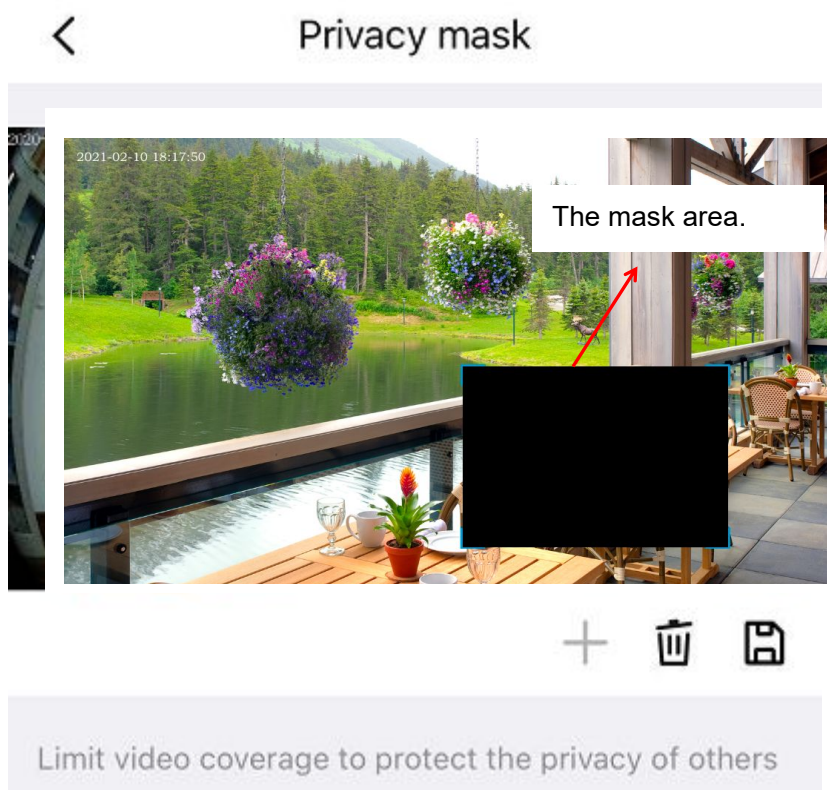 Privacy mask
2020-
2021-02-10 18:17:50
The mask area.
Limit video coverage to protect the privacy of others